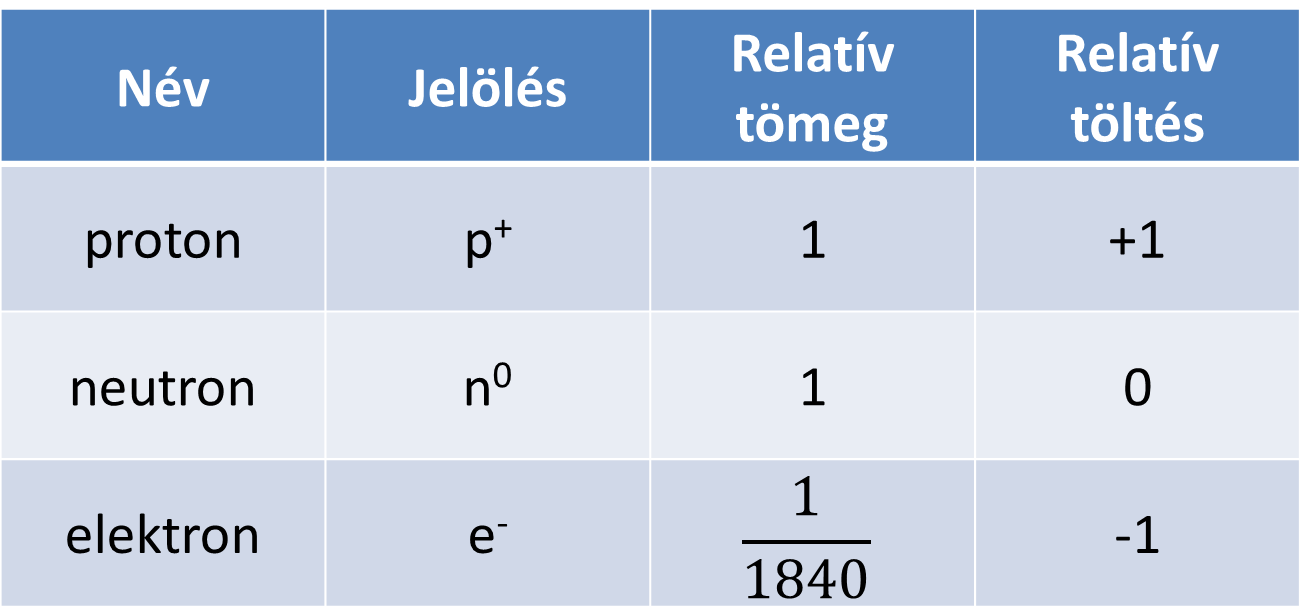 Név Jelölés Relatív tömeg Relatív töltés
proton p⁺ 1 +1
neutron n⁰ 1 0
elektron e⁻ 1/1840 -1